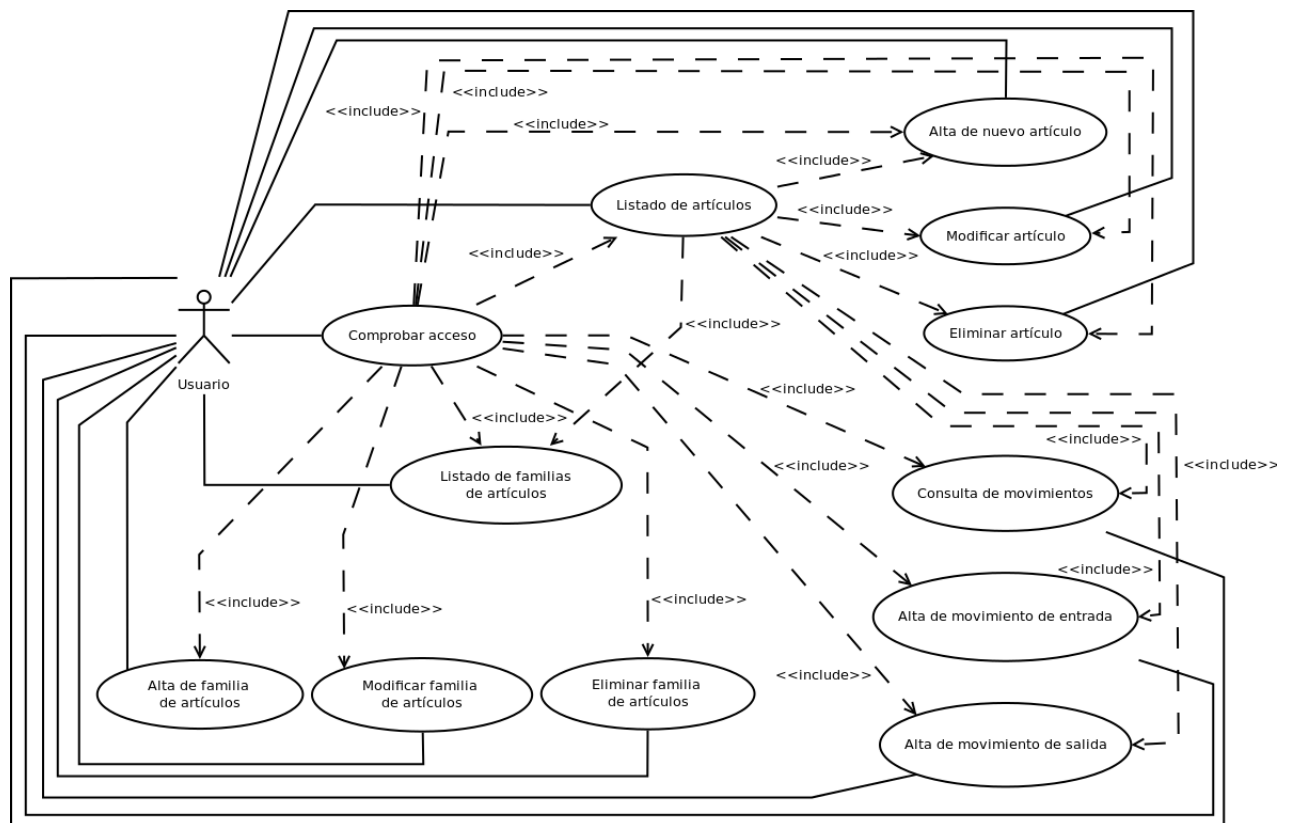 <<include>>
<<include>>
<<include>>
Alta de nuevo artículo
<<include>>
Listado de artículos
<<include>>
Modificar artículo
<<include>>
<<include>>
<<include>>
Eliminar artículo
Comprobar acceso
Usuario
<<include>>
<<include>>
<<include>>
<<include>>
<<include>>
Listado de familias
de artículos
Consulta de movimientos
<<include>>
<<include>>
<<include>>
<<include>>
<<include>>
Alta de movimiento de entrada
<<include>>
Alta de familia
de artículos
Modificar familia
de artículos
Eliminar familia
de artículos
Alta de movimiento de salida